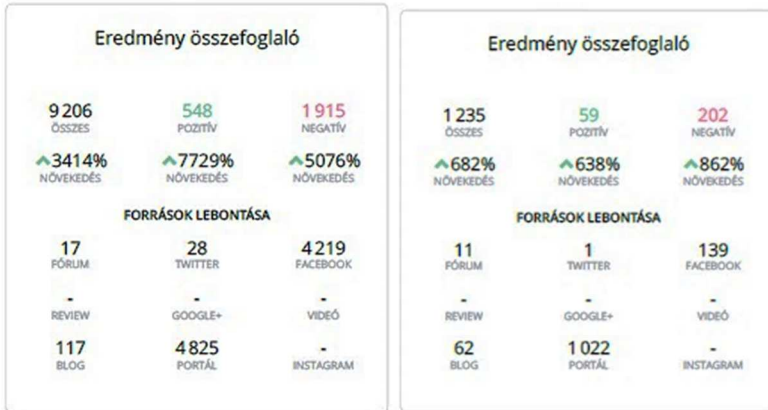 Eredmény összefoglaló
9 206 548 1 915
ÖSSZES POZITÍV NEGATÍV
3414% 7729% 5076%
NÖVEKEDÉS NÖVEKEDÉS NÖVEKEDÉS
FORRÁSOK LEBONTÁSA
17 28 4 219
FÓRUM TWITTER FACEBOOK
- - -
REVIEW GOOGLE+ VIDEÓ
117 4 825 -
BLOG PORTÁL INSTAGRAM
Eredmény összefoglaló
1 235 59 202
ÖSSZES POZITÍV NEGATÍV
682% 638% 862%
NÖVEKEDÉS NÖVEKEDÉS NÖVEKEDÉS
FORRÁSOK LEBONTÁSA
11 1 139
FÓRUM TWITTER FACEBOOK
- - -
REVIEW GOOGLE+ VIDEÓ
62 1 022 -
BLOG PORTÁL INSTAGRAM